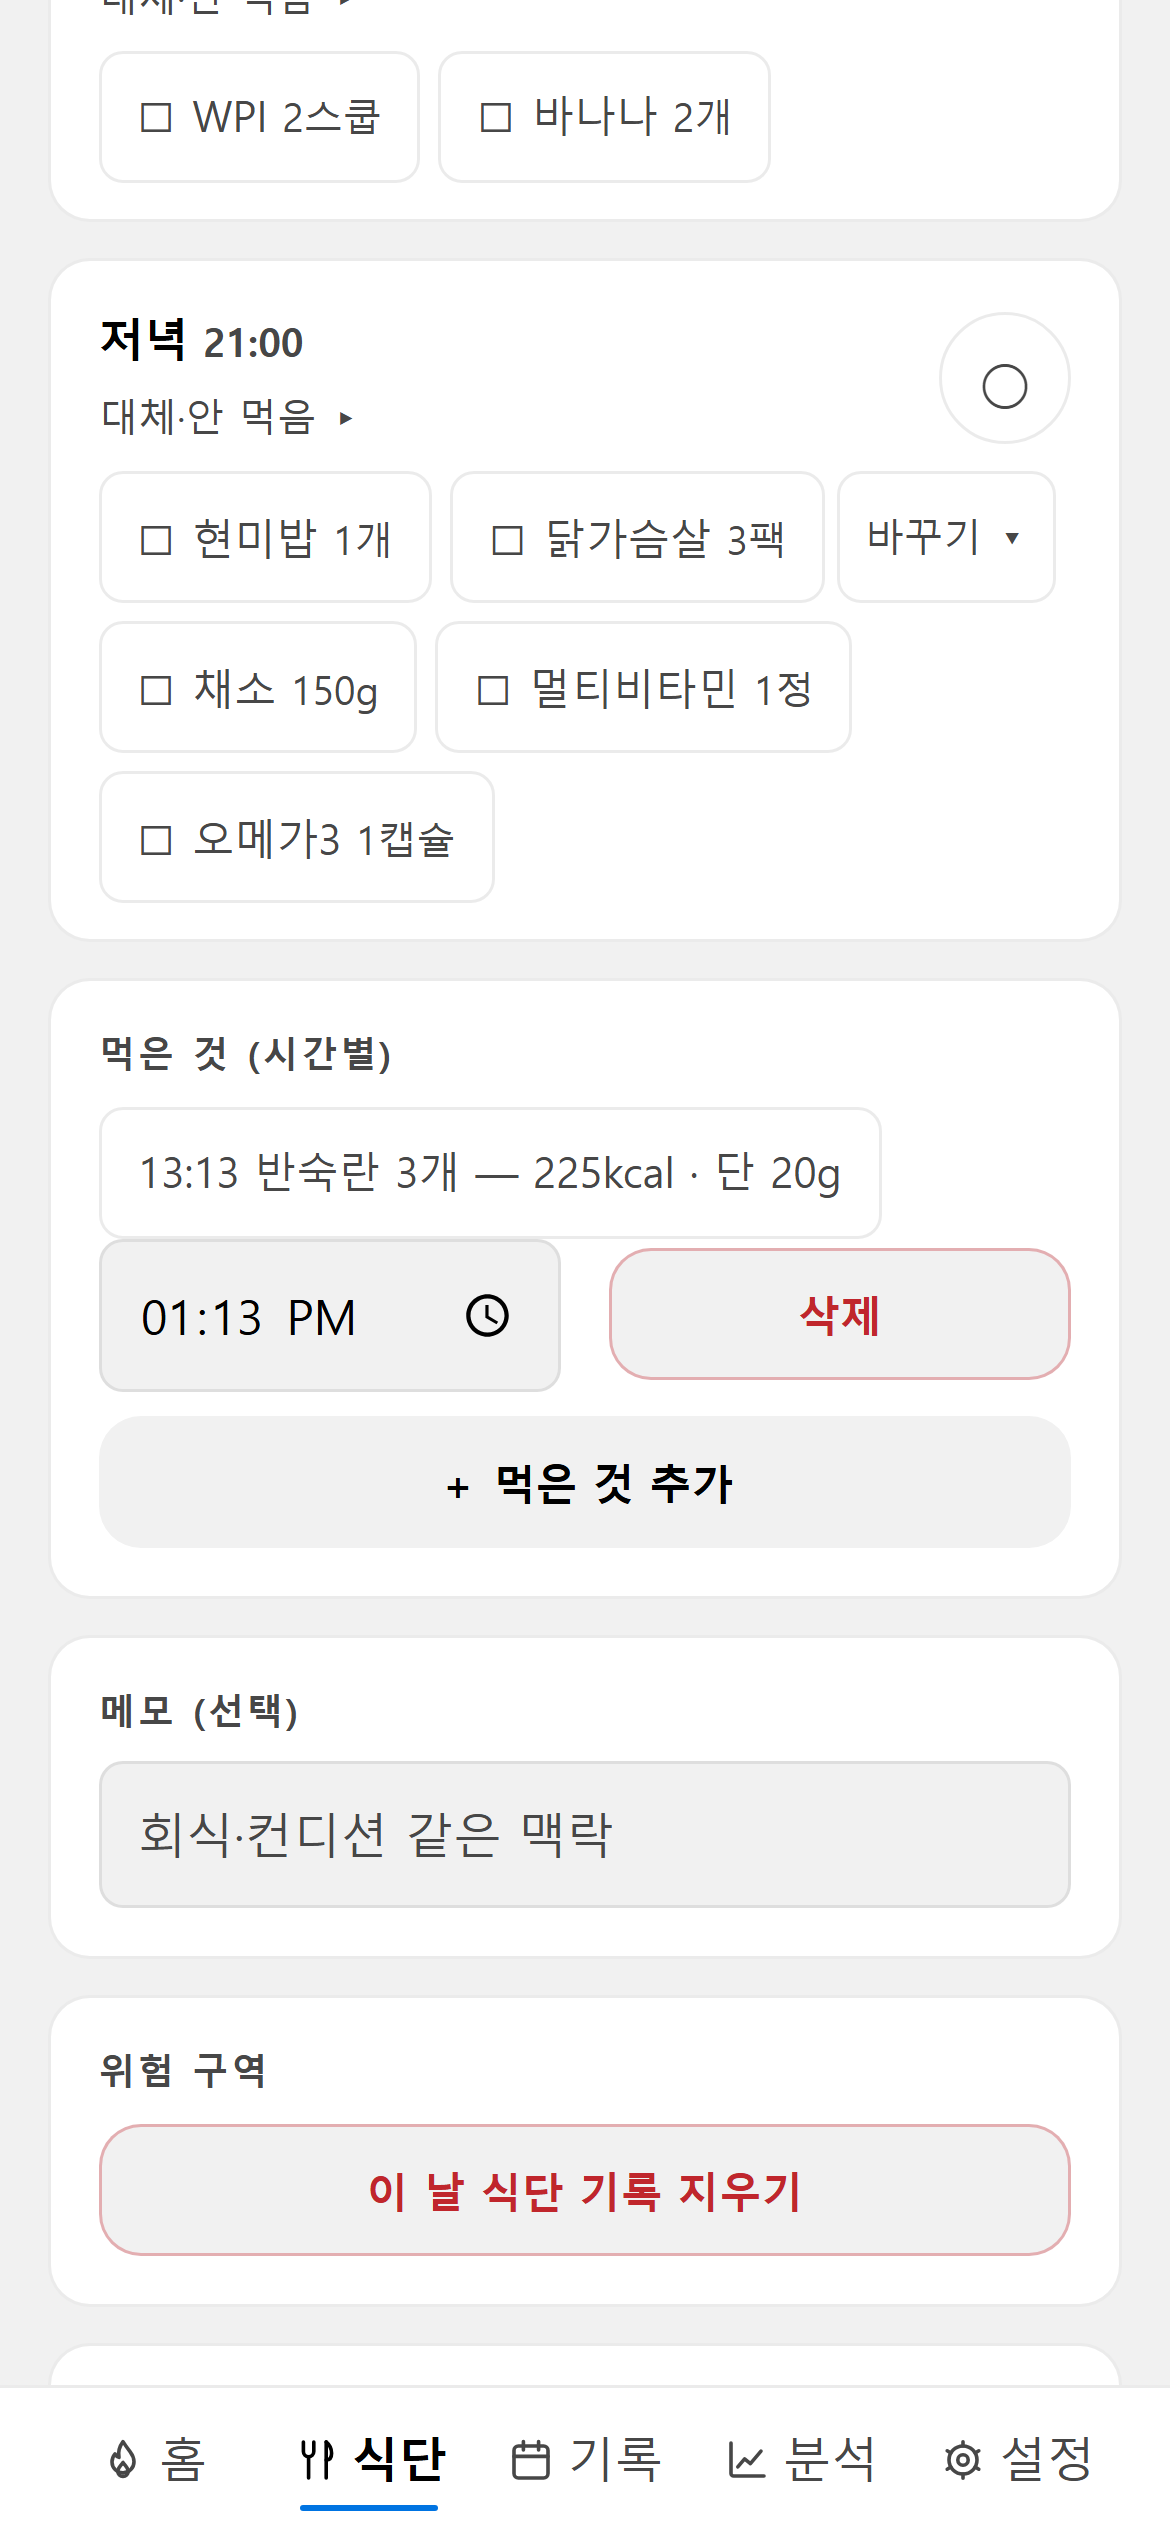 대체·안 먹음 ▸
☐ WPI 2스쿱
☐ 바나나 2개
저녁 21:00
대체·안 먹음 ▸
☐ 현미밥 1개
☐ 닭가슴살 3팩
바꾸기 ▾
☐ 채소 150g
☐ 멀티비타민 1정
☐ 오메가3 1캡슐
먹은 것 (시간별)
13:13 반숙란 3개 — 225kcal · 단 20g
01:13 PM
삭제
+ 먹은 것 추가
메모 (선택)
회식·컨디션 같은 맥락
위험 구역
이 날 식단 기록 지우기
홈
식단
기록
분석
설정